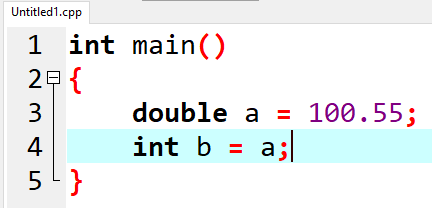 Untitled1.cpp
1 int main()
2 {
3 double a = 100.55;
4 int b = a;
5 }